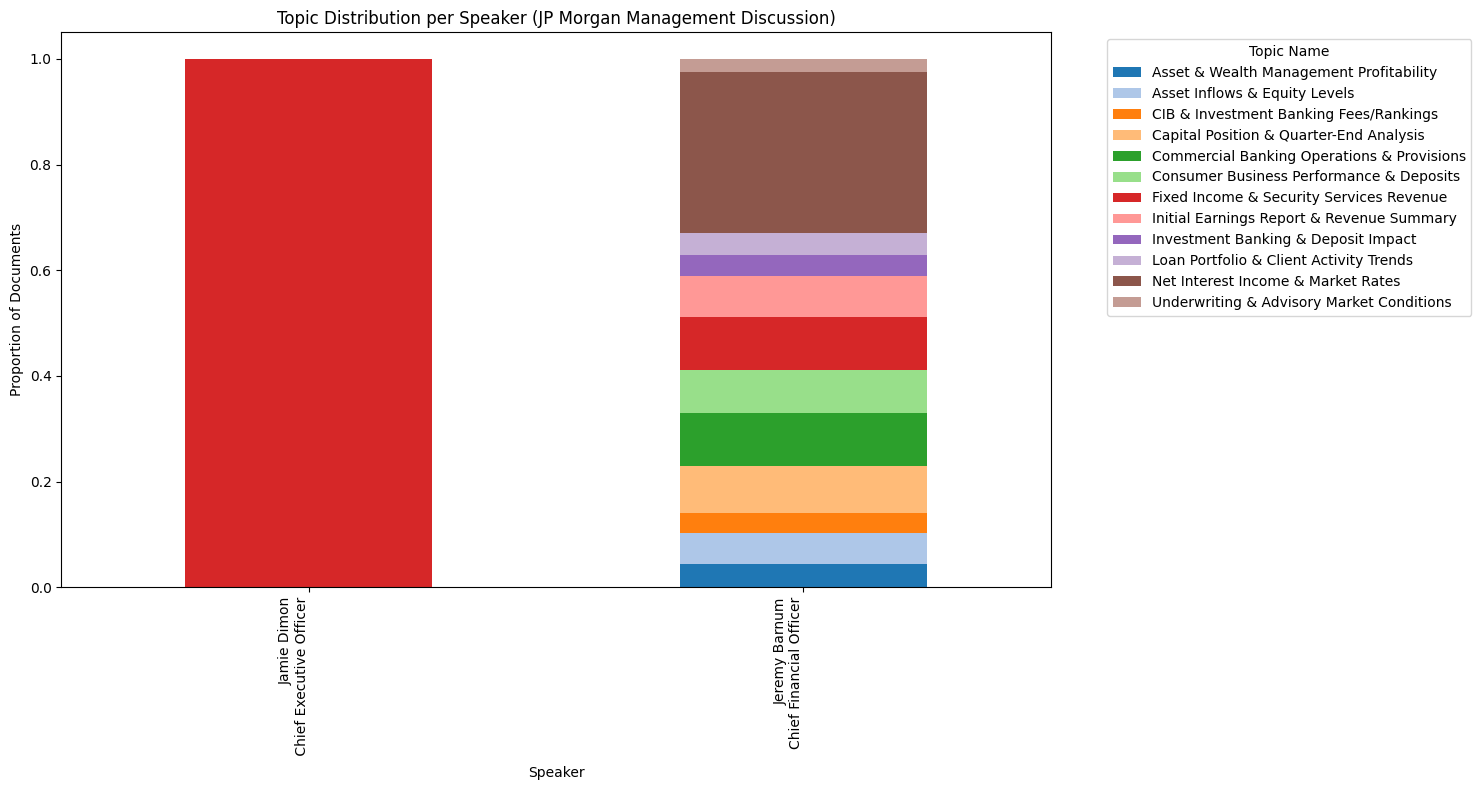 Topic Distribution per Speaker (JP Morgan Management Discussion)
Proportion of Documents
1.0
0.8
0.6
0.4
0.2
0.0
Jamie Dimon
Chief Executive Officer
Jeremy Barnum
Chief Financial Officer
Speaker
Topic Name
Asset & Wealth Management Profitability
Asset Inflows & Equity Levels
CIB & Investment Banking Fees/Rankings
Capital Position & Quarter-End Analysis
Commercial Banking Operations & Provisions
Consumer Business Performance & Deposits
Fixed Income & Security Services Revenue
Initial Earnings Report & Revenue Summary
Investment Banking & Deposit Impact
Loan Portfolio & Client Activity Trends
Net Interest Income & Market Rates
Underwriting & Advisory Market Conditions